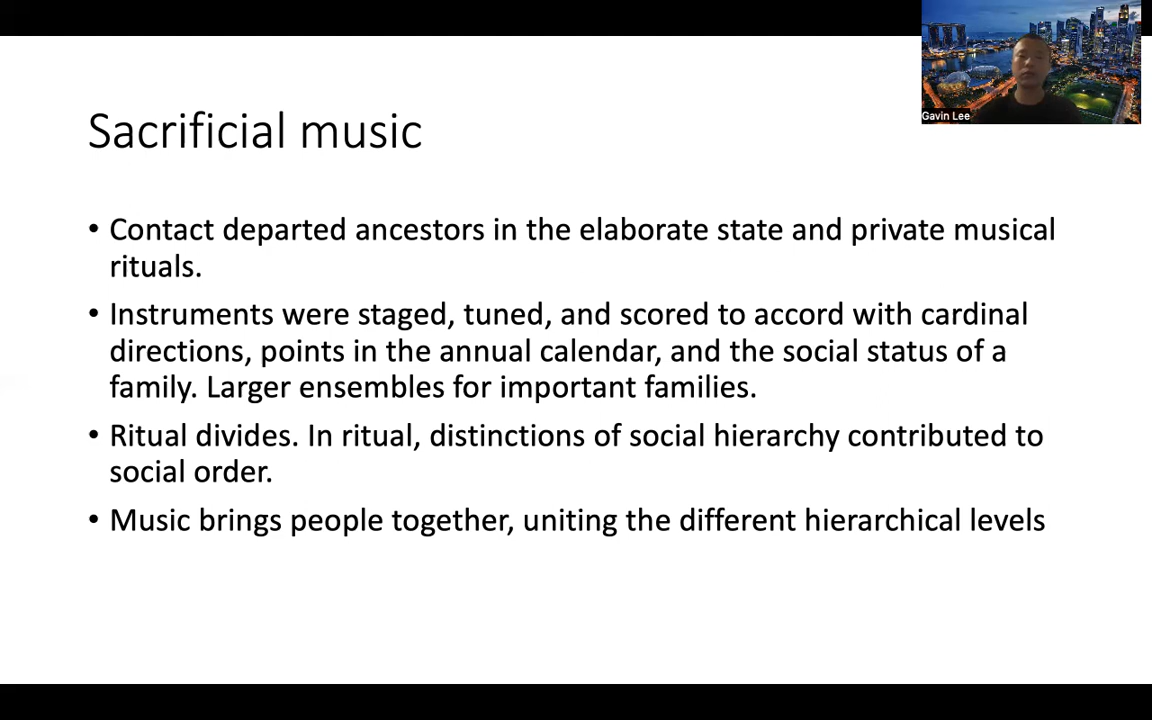 Gavin Lee
Sacrificial music
• Contact departed ancestors in the elaborate state and private musical
rituals.
• Instruments were staged, tuned, and scored to accord with cardinal
directions, points in the annual calendar, and the social status of a
family. Larger ensembles for important families.
• Ritual divides. In ritual, distinctions of social hierarchy contributed to
social order.
• Music brings people together, uniting the different hierarchical levels